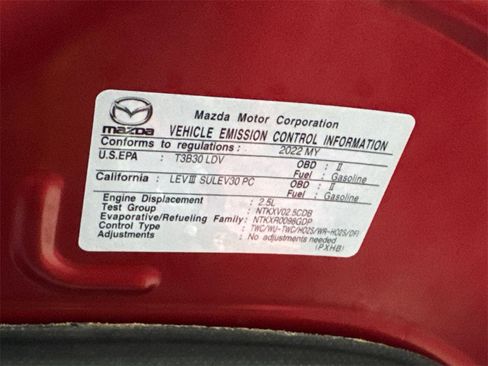 mazda
Mazda Motor Corporation
VEHICLE EMISSION CONTROL INFORMATION
Conforms to regulations: 2022 MY
U.S.EPA : T3B30 LDV OBD : II
Fuel : Gasoline
California : LEVIII SULEV30 PC OBD : II
Fuel : Gasoline
Engine Displacement : 2.5L
Test Group : NTKXV02.5CDB
Evaporative/Refueling Family: NTKXR0098GDP
Control Type : TWC/WU-TWC/HO2S/WR-HO2S/DFI
Adjustments : No adjustments needed
(PXHB)